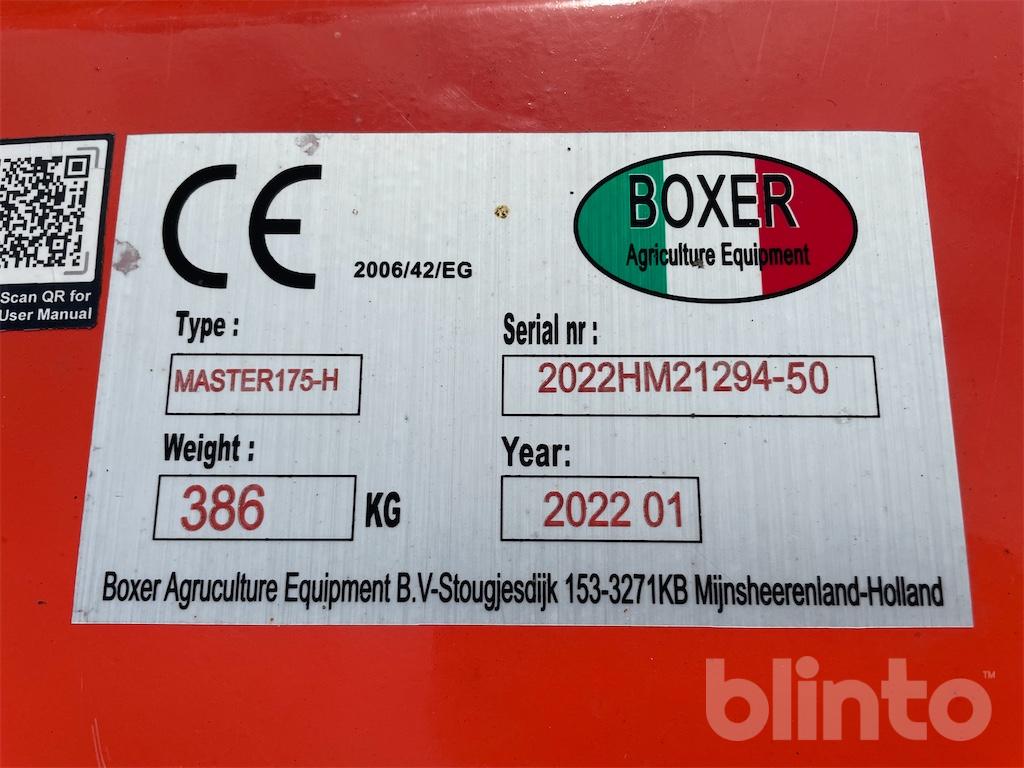 CE
2006/42/EG
BOXER
Agriculture Equipment
Scan QR for
User Manual
Type :
MASTER175-H
Serial nr :
2022HM21294-50
Weight :
386 KG
Year:
2022 01
Boxer Agruculture Equipment B.V-Stougjesdijk 153-3271KB Mijnsheerenland-Holland
blinto™